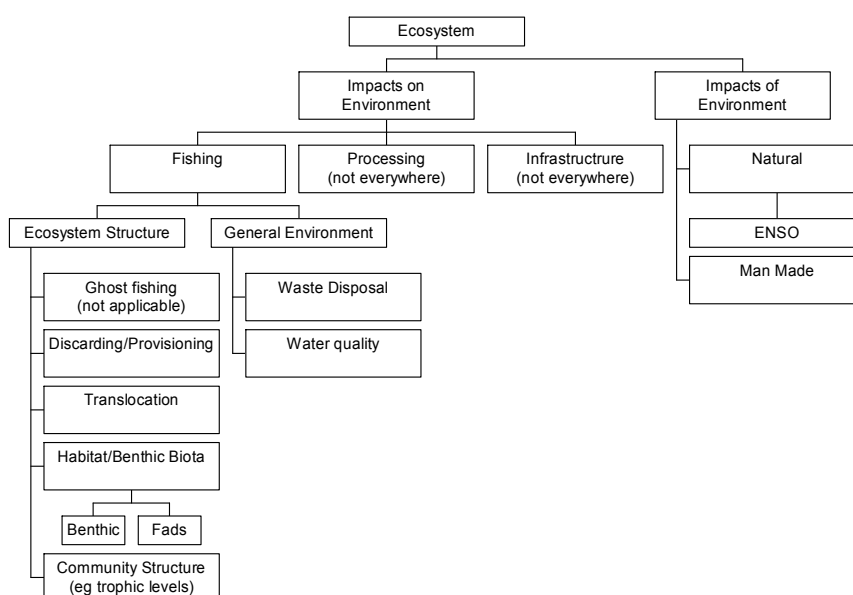 Ecosystem
Impacts on
Environment
Impacts of
Environment
Fishing
Processing
(not everywhere)
Infrastructrure
(not everywhere)
Natural
Ecosystem Structure
General Environment
ENSO
Ghost fishing
(not applicable)
Waste Disposal
Man Made
Discarding/Provisioning
Water quality
Translocation
Habitat/Benthic Biota
Benthic
Fads
Community Structure
(eg trophic levels)